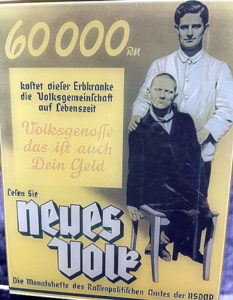 60000 RM
kostet dieser Erbkranke
die Volksgemeinschaft
auf Lebenszeit
Volksgenosse
das ist auch
Dein Geld
Lesen Sie
neues
Volk
Die Monatshefte des Rassenpolitischen Amtes der NSDAP